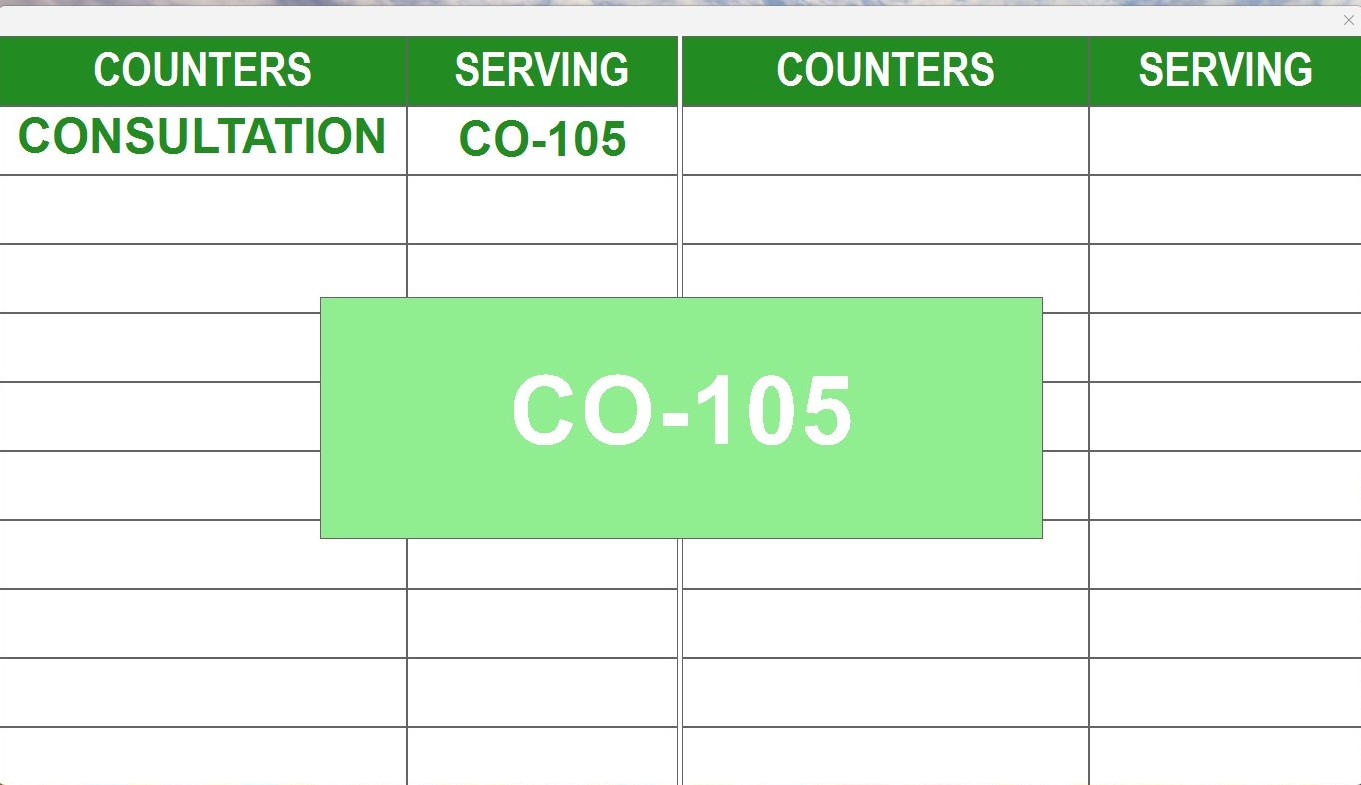 COUNTERS SERVING COUNTERS SERVING
CONSULTATION CO-105
CO-105